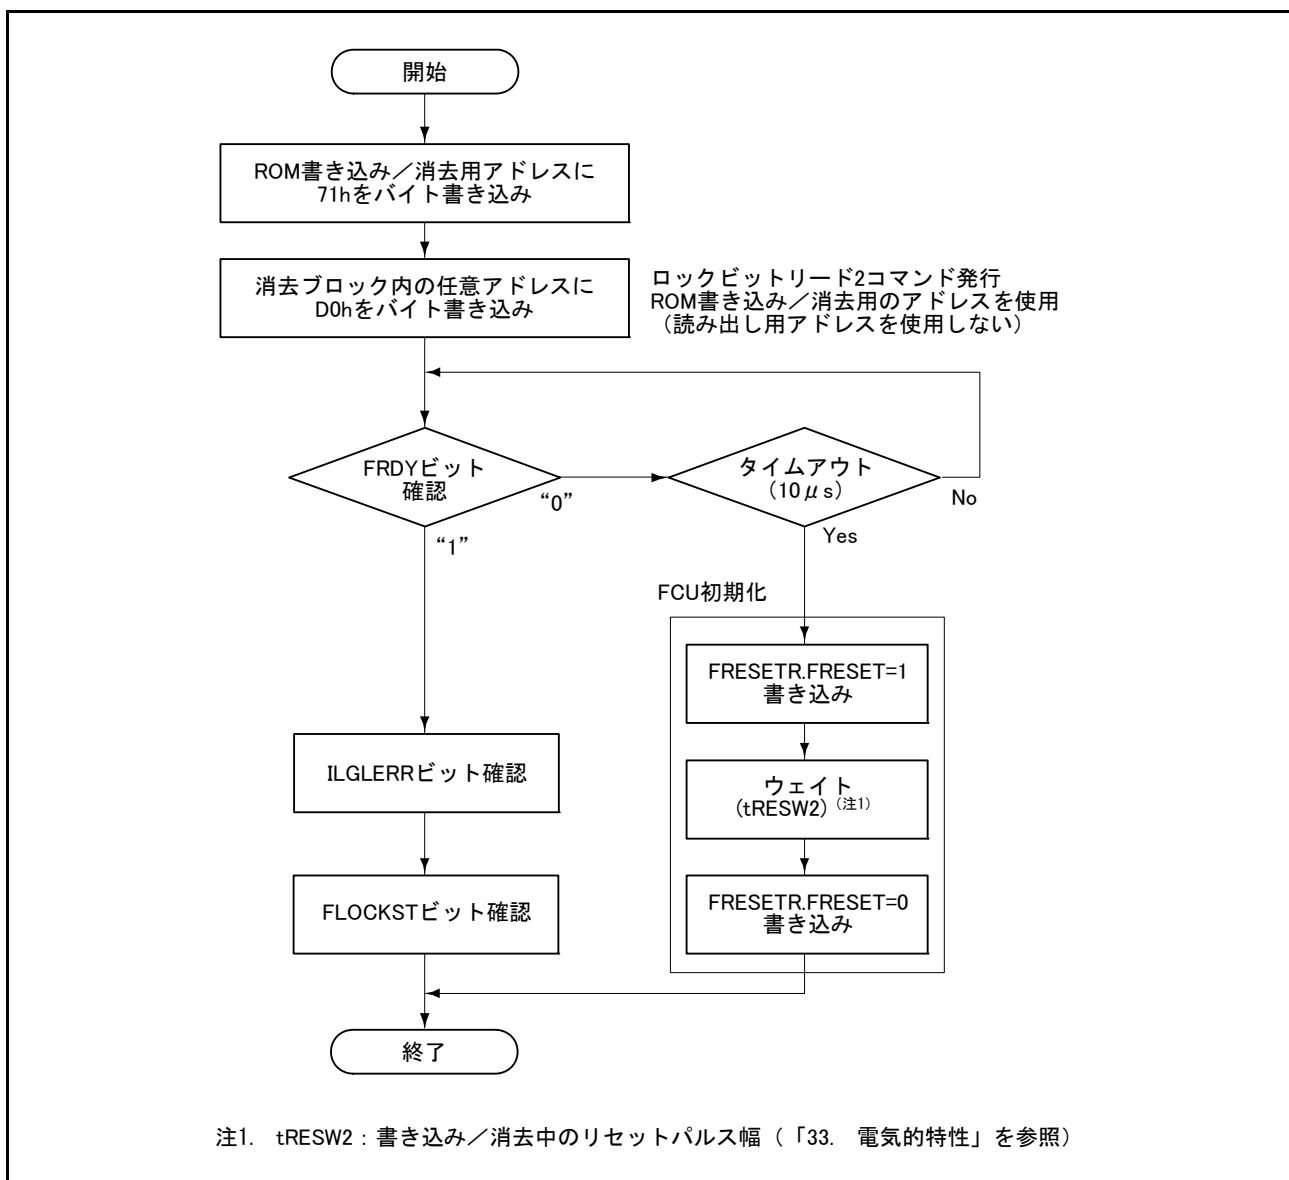 開始
ROM書き込み／消去用アドレスに
71hをバイト書き込み
消去ブロック内の任意アドレスに
D0hをバイト書き込み
ロックビットリード2コマンド発行
ROM書き込み／消去用のアドレスを使用
（読み出し用アドレスを使用しない）
FRDYビット
確認
“0”
“1”
タイムアウト
（10μs）
No
Yes
FCU初期化
FRESETR.FRESET=1
書き込み
ウェイト
(tRESW2)（注1）
FRESETR.FRESET=0
書き込み
ILGLERRビット確認
FLOCKSTビット確認
終了
注1. tRESW2：書き込み／消去中のリセットパルス幅（「33. 電気的特性」を参照）